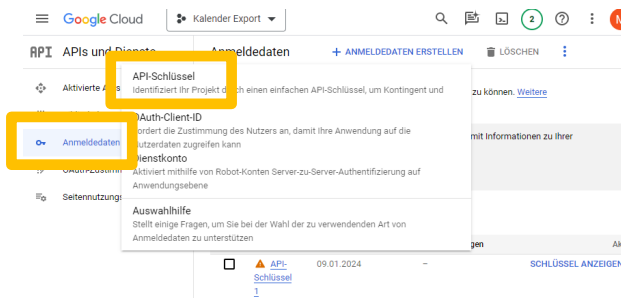 Google Cloud
Kalender Export
2
API APIs und Dienste
Anmeldedaten
+ ANMELDEDATEN ERSTELLEN
LÖSCHEN
Aktivierte
API-Schlüssel
Identifiziert Ihr Projekt durch einen einfachen API-Schlüssel, um Kontingent und
zu können. Weitere
Anmeldedaten
OAuth-Client-ID
Fordert die Zustimmung des Nutzers an, damit Ihre Anwendung auf die
Nutzerdaten zugreifen kann
mit Informationen zu Ihrer
Dienstkonto
Aktiviert mithilfe von Robot-Konten Server-zu-Server-Authentifizierung auf
Anwendungsebene
Seitennutzungs
Auswahlhilfe
Stellt einige Fragen, um Sie bei der Wahl der zu verwendenden Art von
Anmeldedaten zu unterstützen
gen
Ak
API-
Schlüssel
1
09.01.2024
–
SCHLÜSSEL ANZEIGEN